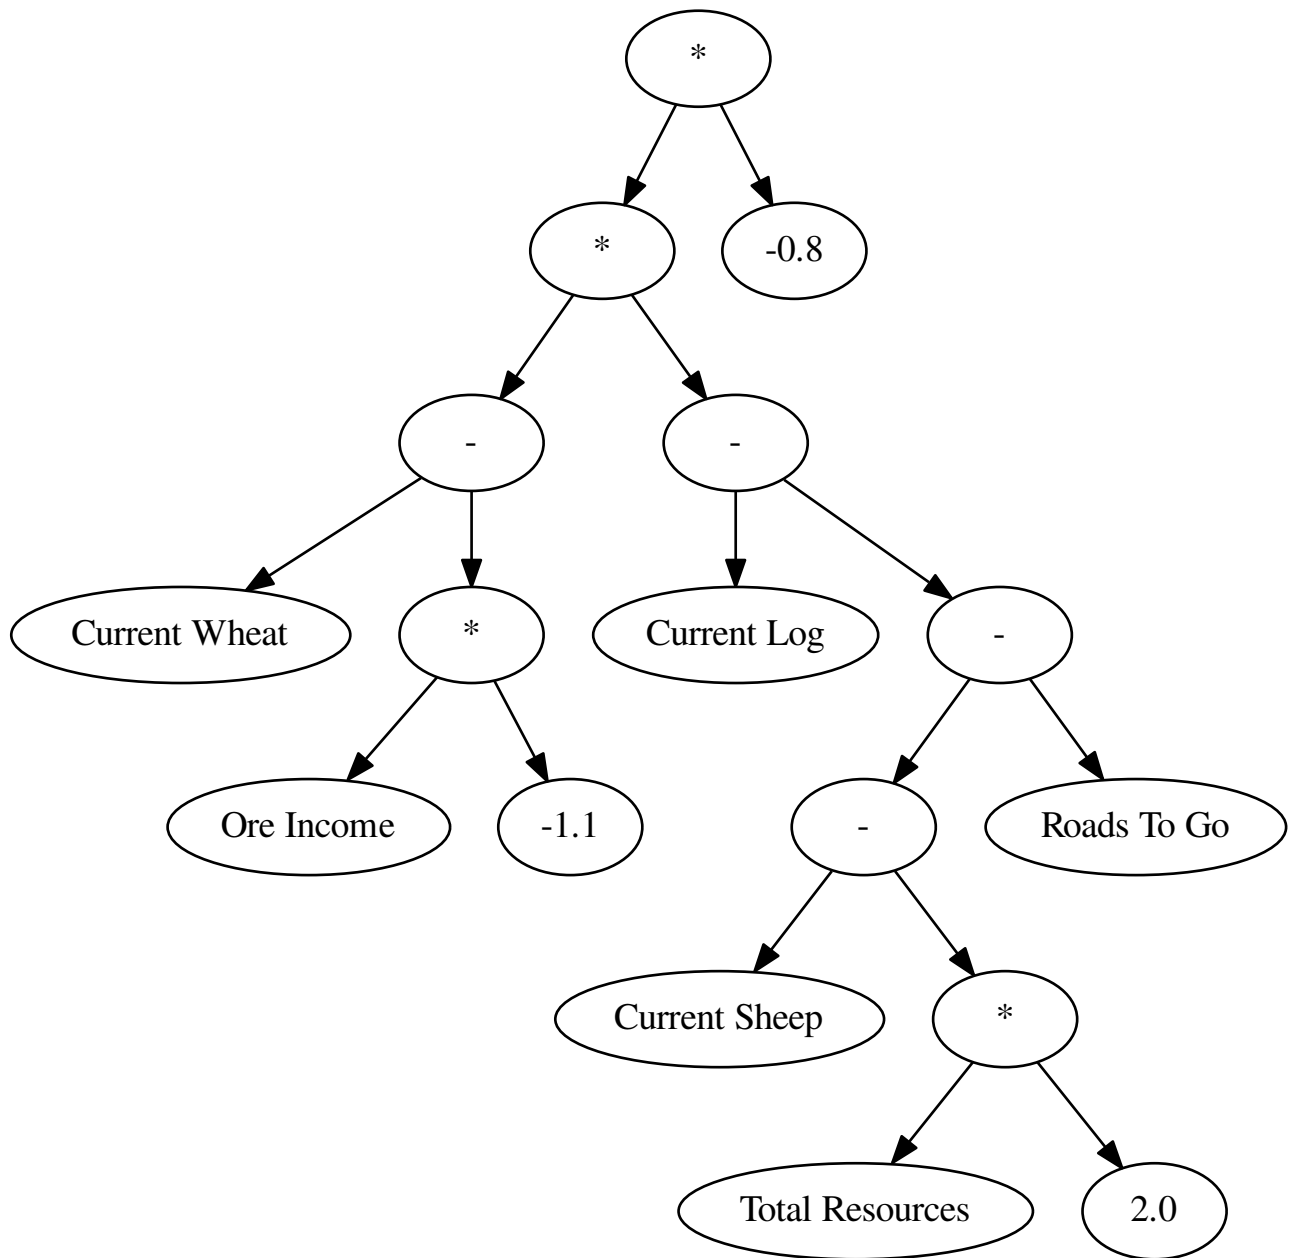 *
*
-0.8
-
-
Current Wheat
*
Current Log
-
Ore Income
-1.1
-
Roads To Go
Current Sheep
*
Total Resources
2.0